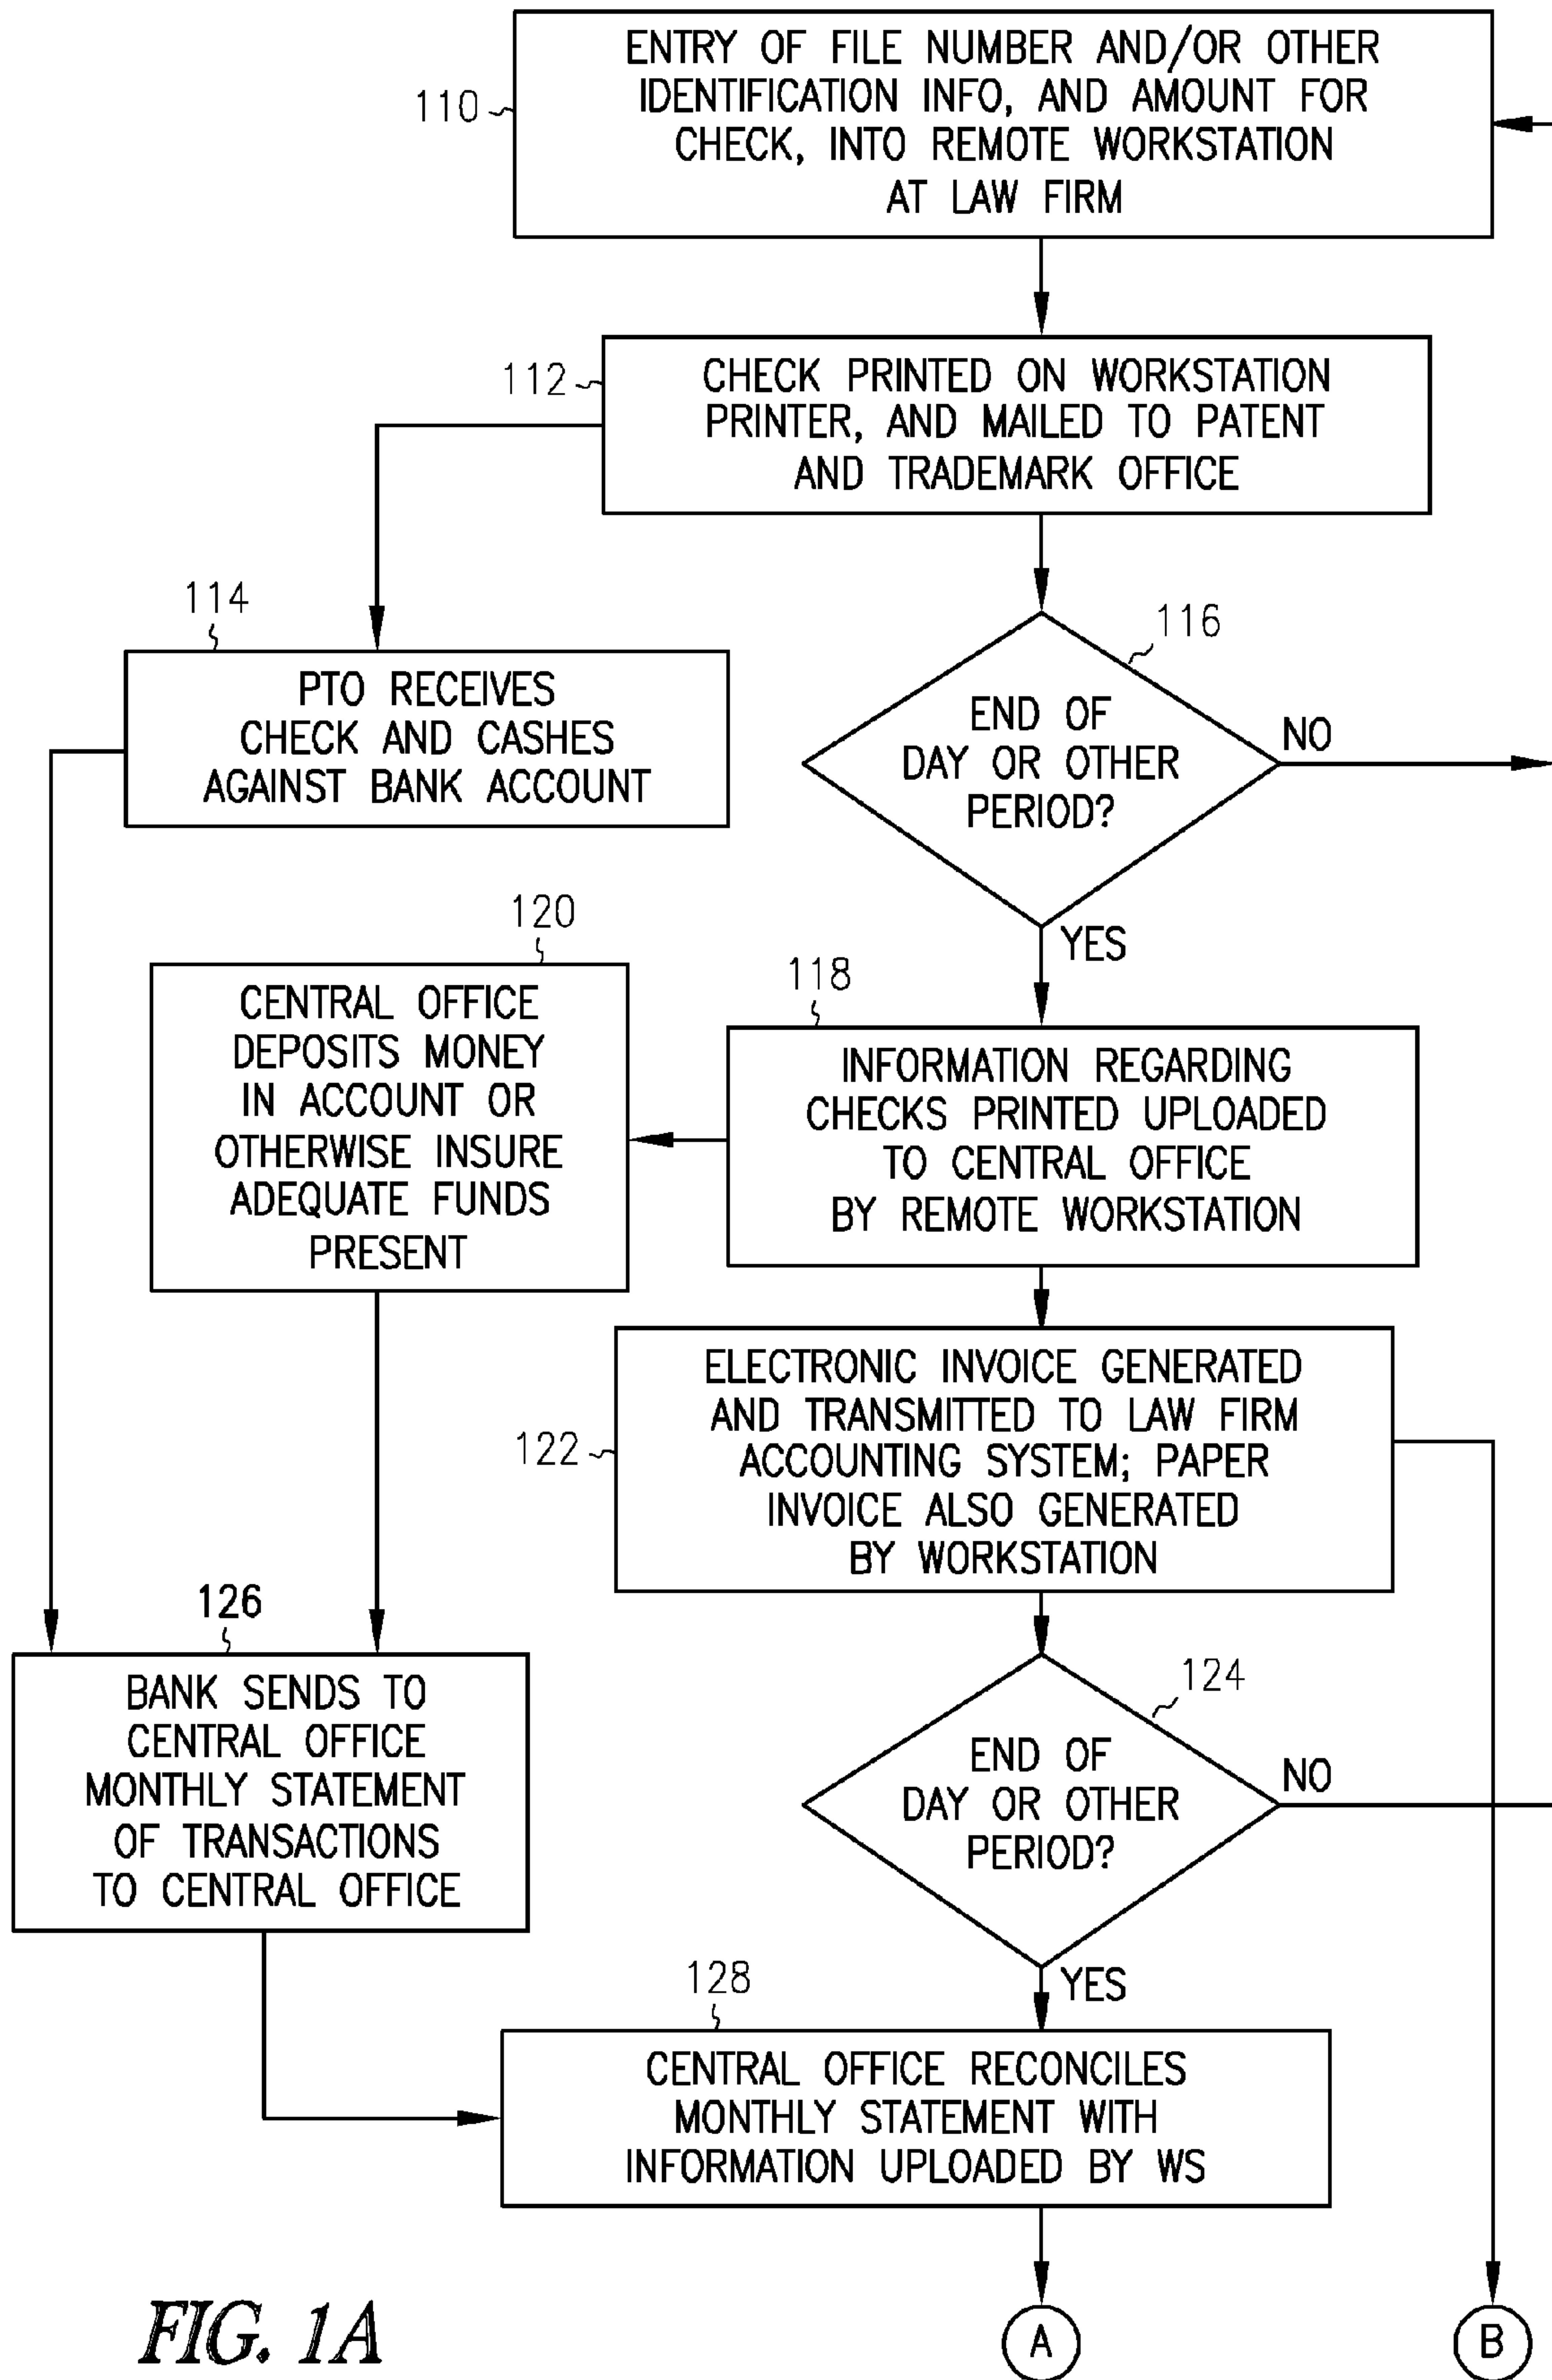 ENTRY OF FILE NUMBER AND/OR OTHER
IDENTIFICATION INFO, AND AMOUNT FOR
CHECK, INTO REMOTE WORKSTATION
AT LAW FIRM
110
CHECK PRINTED ON WORKSTATION
PRINTER, AND MAILED TO PATENT
AND TRADEMARK OFFICE
112
114
PTO RECEIVES
CHECK AND CASHES
AGAINST BANK ACCOUNT
116
END OF
DAY OR OTHER
PERIOD?
NO
YES
120
CENTRAL OFFICE
DEPOSITS MONEY
IN ACCOUNT OR
OTHERWISE INSURE
ADEQUATE FUNDS
PRESENT
118
INFORMATION REGARDING
CHECKS PRINTED UPLOADED
TO CENTRAL OFFICE
BY REMOTE WORKSTATION
122
ELECTRONIC INVOICE GENERATED
AND TRANSMITTED TO LAW FIRM
ACCOUNTING SYSTEM; PAPER
INVOICE ALSO GENERATED
BY WORKSTATION
126
BANK SENDS TO
CENTRAL OFFICE
MONTHLY STATEMENT
OF TRANSACTIONS
TO CENTRAL OFFICE
124
END OF
DAY OR OTHER
PERIOD?
NO
YES
128
CENTRAL OFFICE RECONCILES
MONTHLY STATEMENT WITH
INFORMATION UPLOADED BY WS
A
B
FIG. 1A